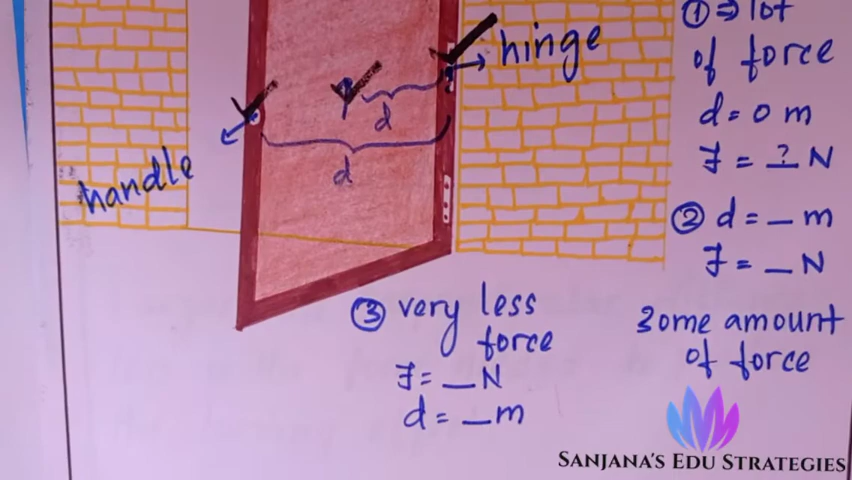 ① ⇒ lot
of force
d = 0 m
F = ? N
② d = _ m
F = _ N
some amount
of force
hinge
d
d
handle
③ very less
force
F = _ N
d = _ m
SANJANA'S EDU STRATEGIES